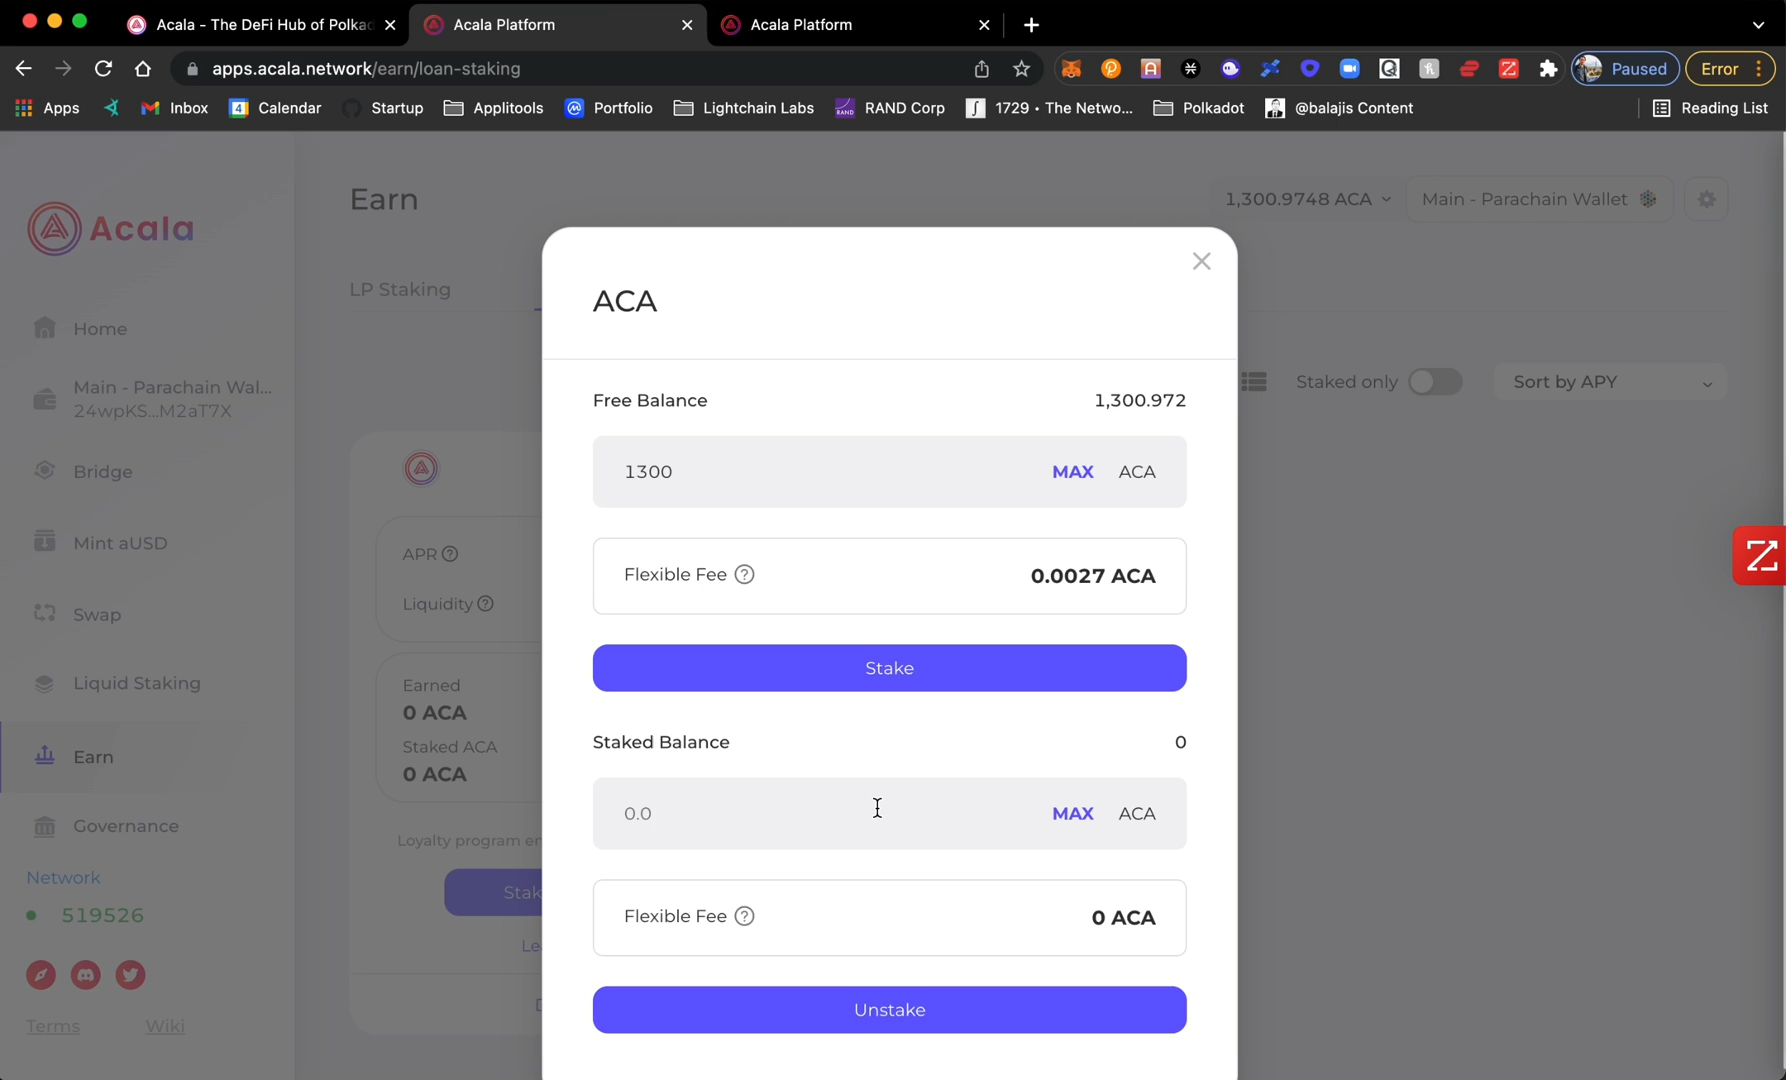 Acala - The DeFi Hub of Polkad
Acala Platform
Acala Platform
apps.acala.network/earn/loan-staking
Paused
Error
Apps
Inbox
4
Calendar
Startup
Applitools
Portfolio
Lightchain Labs
RAND
RAND Corp
1729 • The Netwo...
Polkadot
@balajis Content
Reading List
Acala
Earn
1,300.9748 ACA
Main - Parachain Wallet
LP Staking
Home
Main - Parachain Wal...
24wpKS...M2aT7X
Bridge
Mint aUSD
Swap
Liquid Staking
Earn
Governance
Network
519526
Terms
Wiki
Staked only
Sort by APY
APR ?
Liquidity ?
Earned
0 ACA
Staked ACA
0 ACA
Loyalty program en
Stak
Le
ACA
Free Balance
1,300.972
1300
MAX
ACA
Flexible Fee ?
0.0027 ACA
Stake
Staked Balance
0
0.0
MAX
ACA
Flexible Fee ?
0 ACA
Unstake